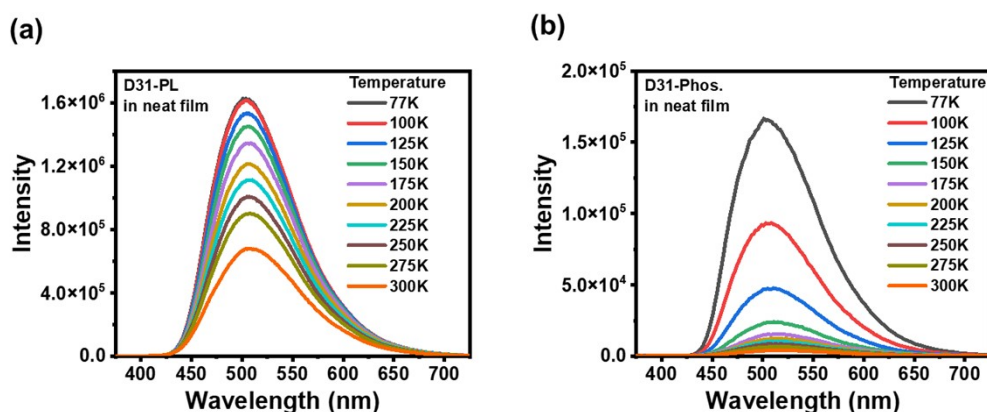 (a)
D31-PL
in neat film
Temperature
77K
100K
125K
150K
175K
200K
225K
250K
275K
300K
1.6×10⁶
1.2×10⁶
8.0×10⁵
4.0×10⁵
0.0
Intensity
400 450 500 550 600 650 700
Wavelength (nm)
(b)
D31-Phos.
in neat film
Temperature
77K
100K
125K
150K
175K
200K
225K
250K
275K
300K
2.0×10⁵
1.5×10⁵
1.0×10⁵
5.0×10⁴
0.0
Intensity
400 450 500 550 600 650 700
Wavelength (nm)